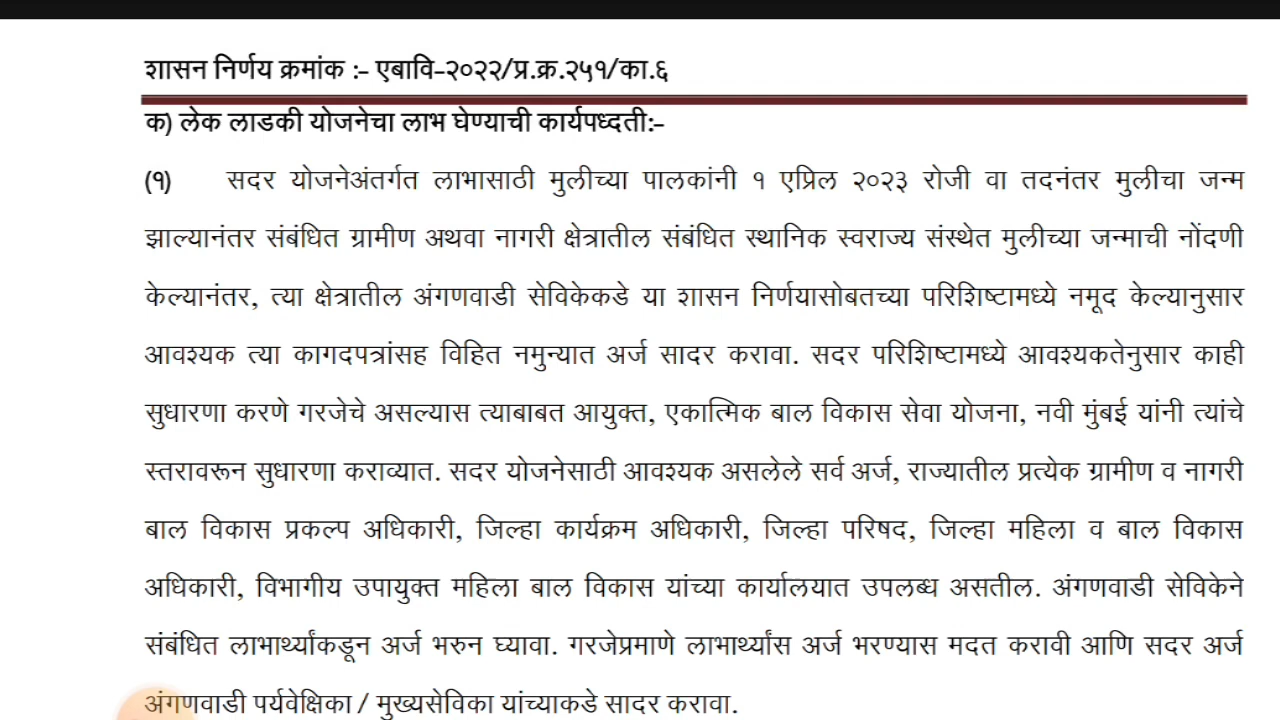 शासन निर्णय क्रमांक :- एबावि-२०२२/प्र.क्र.२५१/का.६
क) लेक लाडकी योजनेचा लाभ घेण्याची कार्यपध्दती:-
(१) सदर योजनेअंतर्गत लाभासाठी मुलीच्या पालकांनी १ एप्रिल २०२३ रोजी वा तदनंतर मुलीचा जन्म
झाल्यानंतर संबंधित ग्रामीण अथवा नागरी क्षेत्रातील संबंधित स्थानिक स्वराज्य संस्थेत मुलीच्या जन्माची नोंदणी
केल्यानंतर, त्या क्षेत्रातील अंगणवाडी सेविकेकडे या शासन निर्णयासोबतच्या परिशिष्टामध्ये नमूद केल्यानुसार
आवश्यक त्या कागदपत्रांसह विहित नमुन्यात अर्ज सादर करावा. सदर परिशिष्टामध्ये आवश्यकतेनुसार काही
सुधारणा करणे गरजेचे असल्यास त्याबाबत आयुक्त, एकात्मिक बाल विकास सेवा योजना, नवी मुंबई यांनी त्यांचे
स्तरावरून सुधारणा कराव्यात. सदर योजनेसाठी आवश्यक असलेले सर्व अर्ज, राज्यातील प्रत्येक ग्रामीण व नागरी
बाल विकास प्रकल्प अधिकारी, जिल्हा कार्यक्रम अधिकारी, जिल्हा परिषद, जिल्हा महिला व बाल विकास
अधिकारी, विभागीय उपायुक्त महिला बाल विकास यांच्या कार्यालयात उपलब्ध असतील. अंगणवाडी सेविकेने
संबंधित लाभार्थ्यांकडून अर्ज भरुन घ्यावा. गरजेप्रमाणे लाभार्थ्यांस अर्ज भरण्यास मदत करावी आणि सदर अर्ज
अंगणवाडी पर्यवेक्षिका / मुख्यसेविका यांच्याकडे सादर करावा.